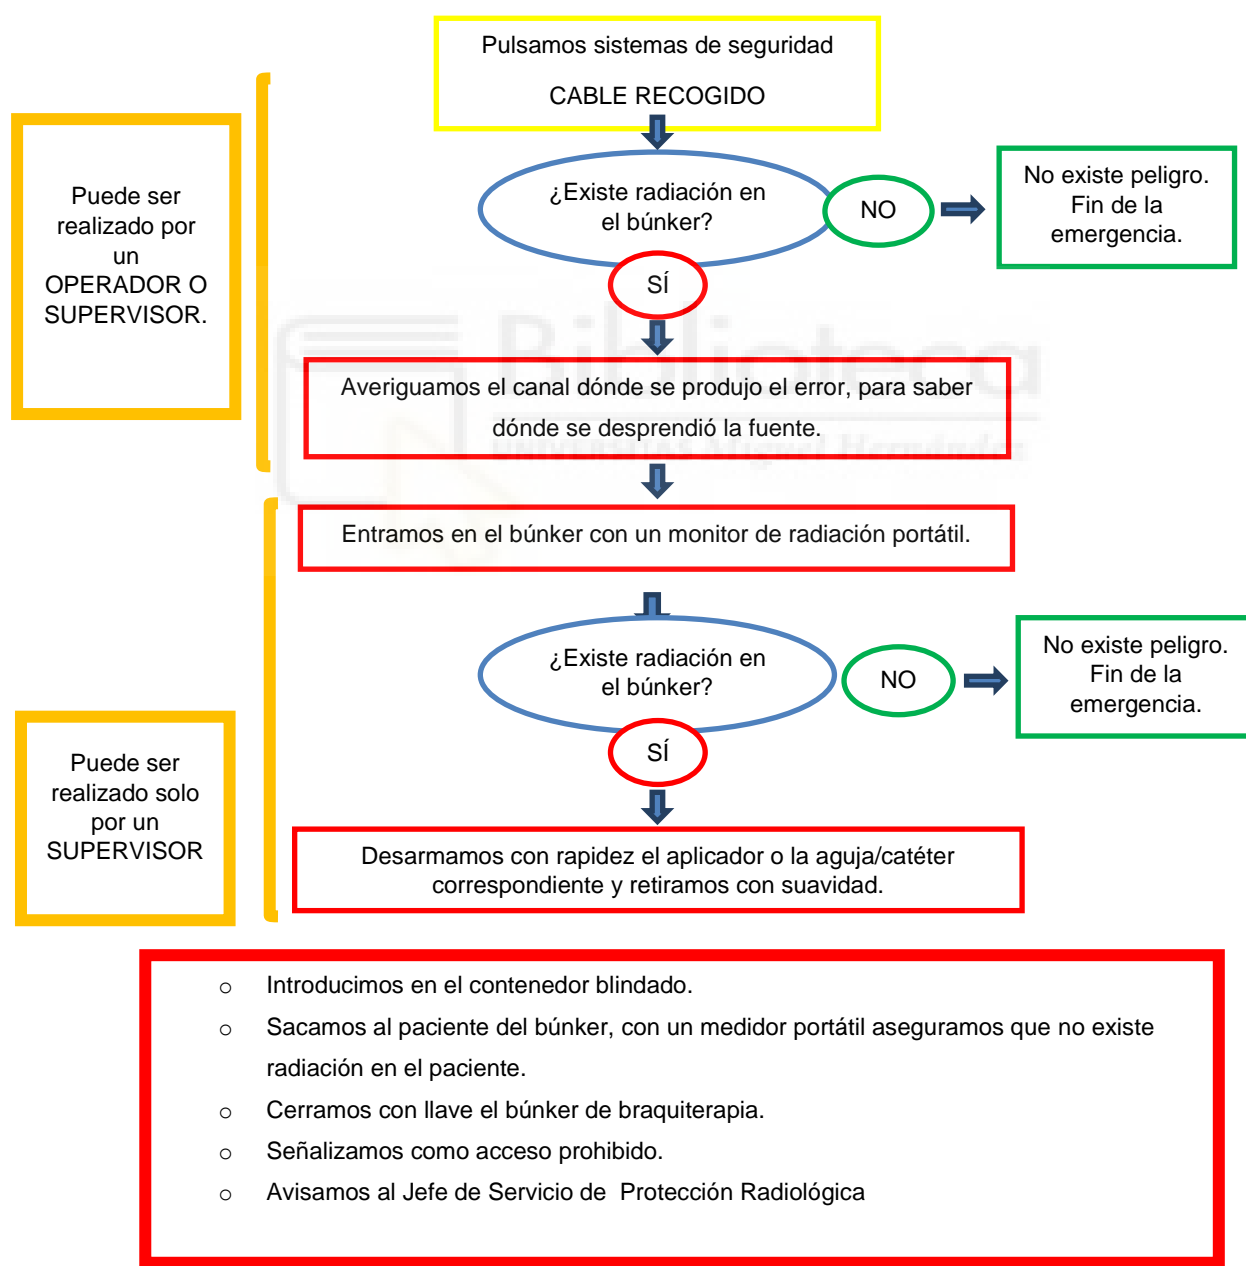 Pulsamos sistemas de seguridad
CABLE RECOGIDO
Puede ser
realizado por
un
OPERADOR O
SUPERVISOR.
¿Existe radiación en
el búnker?
NO
No existe peligro.
Fin de la
emergencia.
SÍ
Biblioteca
UNIVERSITAS Miguel Hernández
Averiguamos el canal dónde se produjo el error, para saber
dónde se desprendió la fuente.
Entramos en el búnker con un monitor de radiación portátil.
¿Existe radiación en
el búnker?
NO
No existe peligro.
Fin de la
emergencia.
SÍ
Puede ser
realizado solo
por un
SUPERVISOR
Desarmamos con rapidez el aplicador o la aguja/catéter
correspondiente y retiramos con suavidad.
o Introducimos en el contenedor blindado.
o Sacamos al paciente del búnker, con un medidor portátil aseguramos que no existe
radiación en el paciente.
o Cerramos con llave el búnker de braquiterapia.
o Señalizamos como acceso prohibido.
o Avisamos al Jefe de Servicio de Protección Radiológica